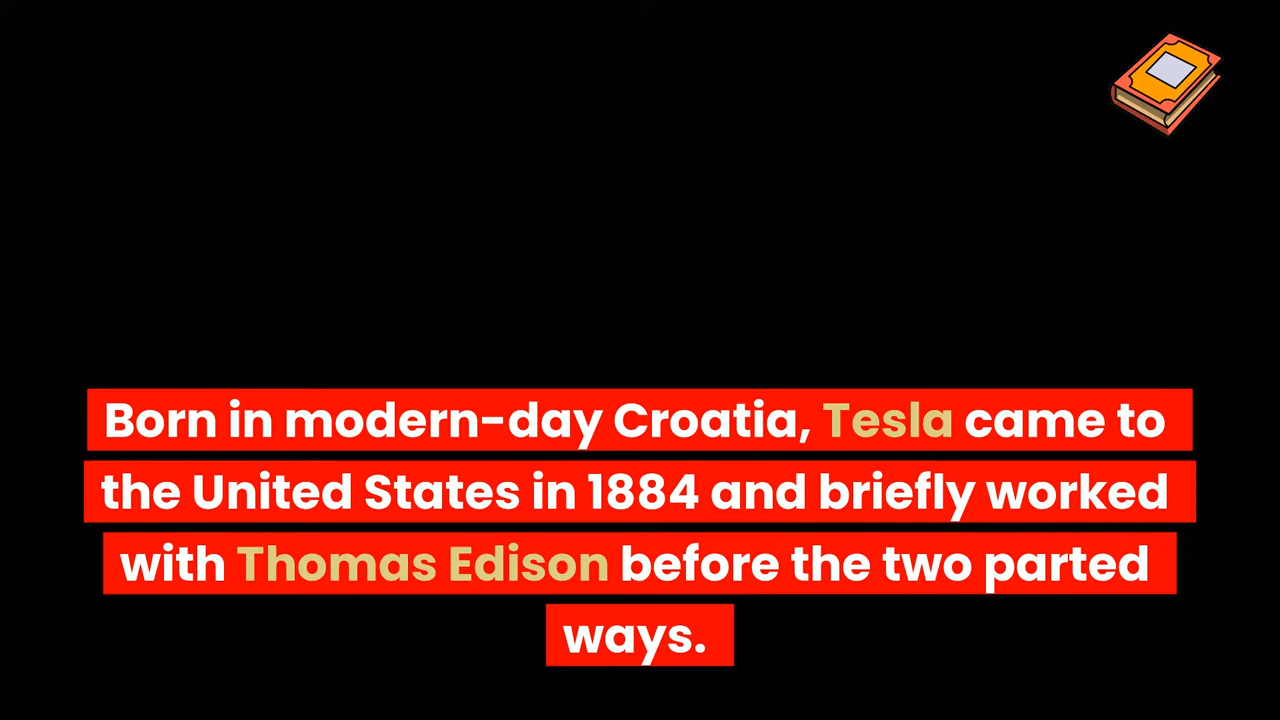 Born in modern-day Croatia, Tesla came to
the United States in 1884 and briefly worked
with Thomas Edison before the two parted
ways.